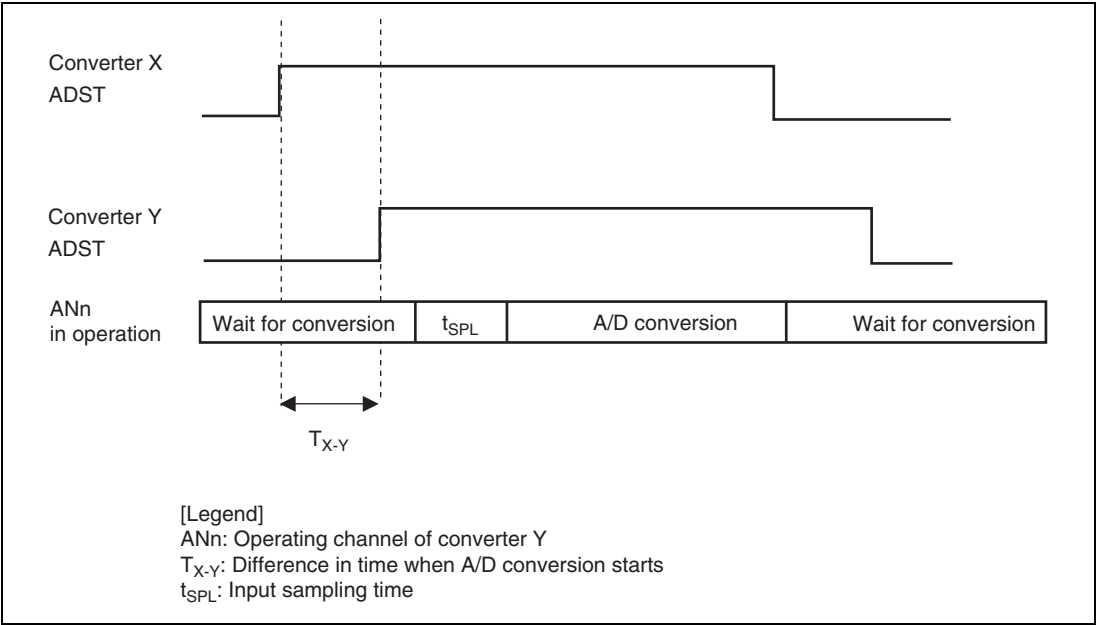 Converter X
ADST
Converter Y
ADST
ANn
in operation
Wait for conversion
tSPL
A/D conversion
Wait for conversion
TX-Y
[Legend]
ANn: Operating channel of converter Y
TX-Y: Difference in time when A/D conversion starts
tSPL: Input sampling time